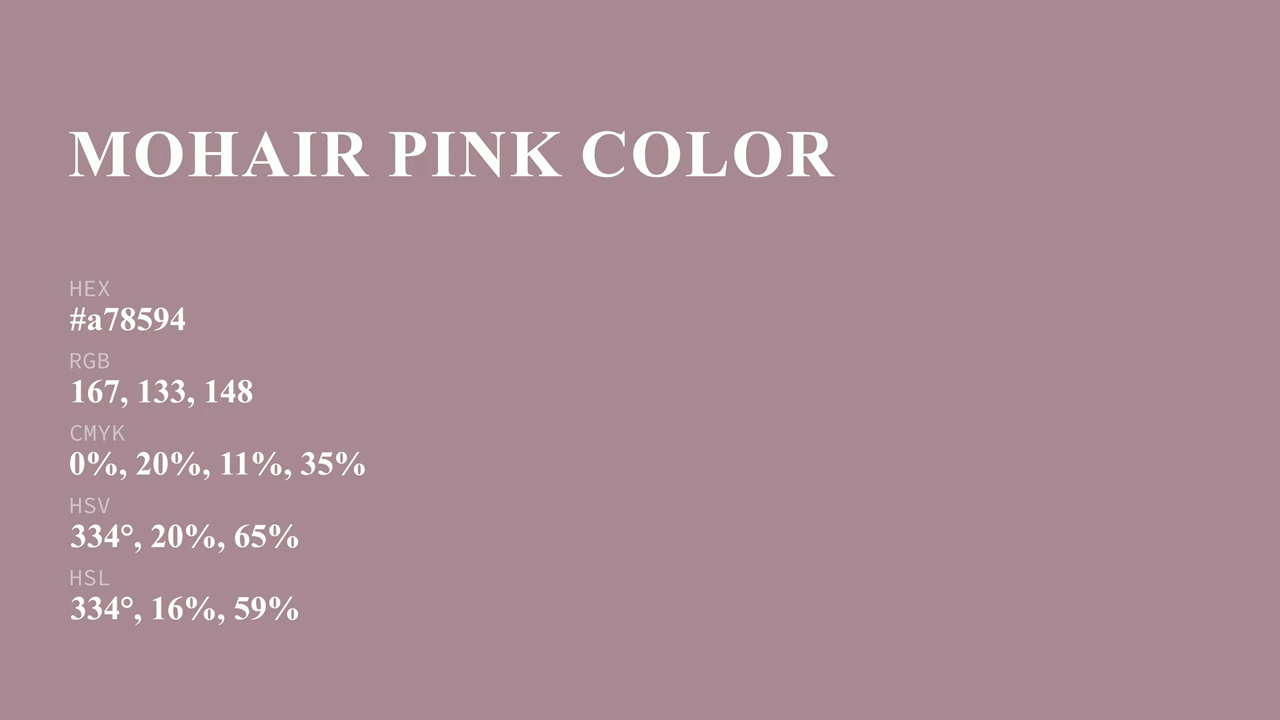 MOHAIR PINK COLOR
HEX
#a78594
RGB
167, 133, 148
CMYK
0%, 20%, 11%, 35%
HSV
334°, 20%, 65%
HSL
334°, 16%, 59%